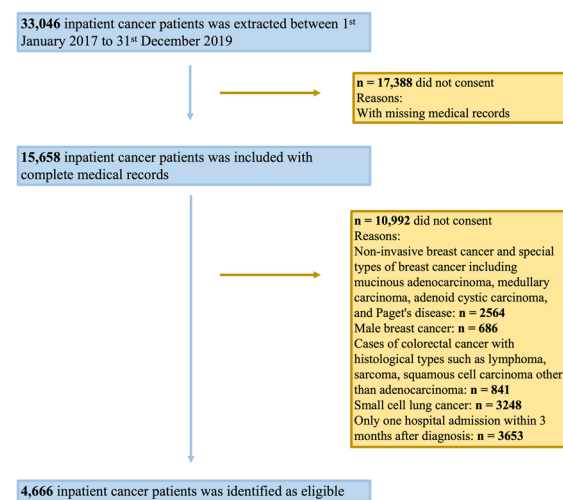 33,046 inpatient cancer patients was extracted between 1st
January 2017 to 31st December 2019
n = 17,388 did not consent
Reasons:
With missing medical records
15,658 inpatient cancer patients was included with
complete medical records
n = 10,992 did not consent
Reasons:
Non-invasive breast cancer and special
types of breast cancer including
mucinous adenocarcinoma, medullary
carcinoma, adenoid cystic carcinoma,
and Paget's disease: n = 2564
Male breast cancer: n = 686
Cases of colorectal cancer with
histological types such as lymphoma,
sarcoma, squamous cell carcinoma other
than adenocarcinoma: n = 841
Small cell lung cancer: n = 3248
Only one hospital admission within 3
months after diagnosis: n = 3653
4,666 inpatient cancer patients was identified as eligible